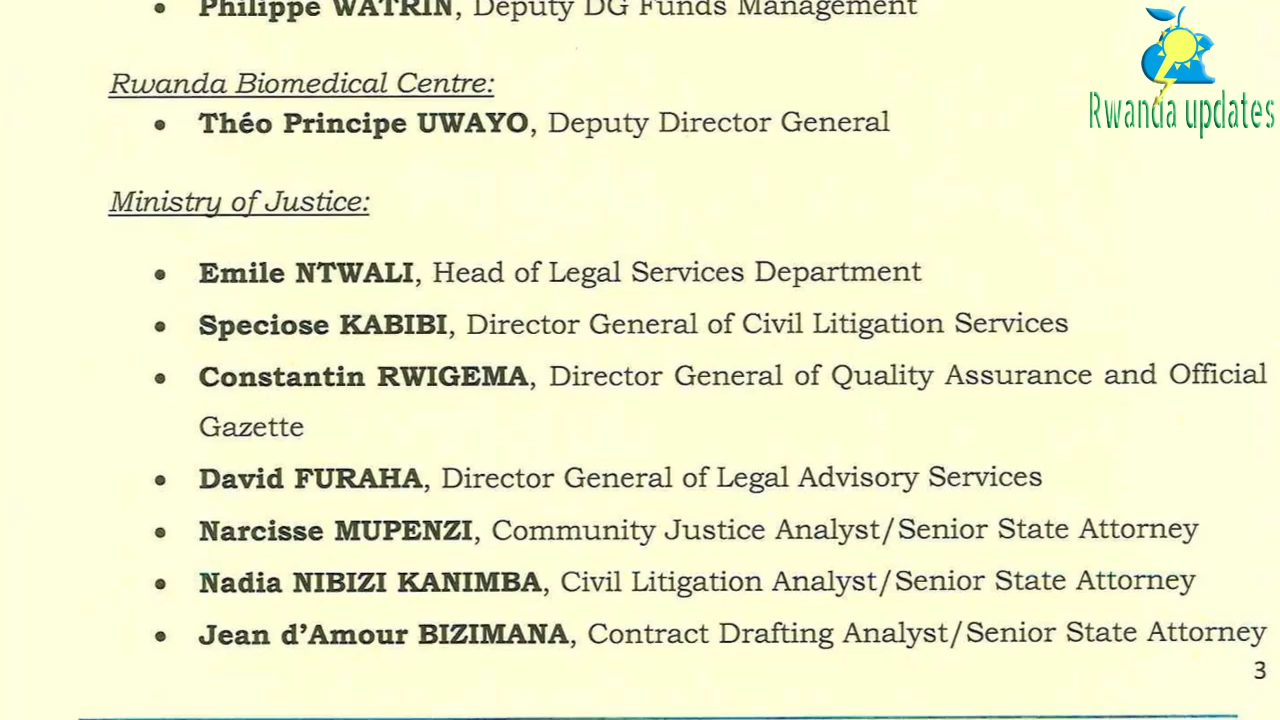 Philippe WATRIN, Deputy DG Funds Management
Rwanda Biomedical Centre:
Rwanda updates
• Théo Principe UWAYO, Deputy Director General
Ministry of Justice:
• Emile NTWALI, Head of Legal Services Department
• Speciose KABIBI, Director General of Civil Litigation Services
• Constantin RWIGEMA, Director General of Quality Assurance and Official
Gazette
• David FURAHA, Director General of Legal Advisory Services
• Narcisse MUPENZI, Community Justice Analyst/Senior State Attorney
• Nadia NIBIZI KANIMBA, Civil Litigation Analyst/Senior State Attorney
• Jean d’Amour BIZIMANA, Contract Drafting Analyst/Senior State Attorney
3